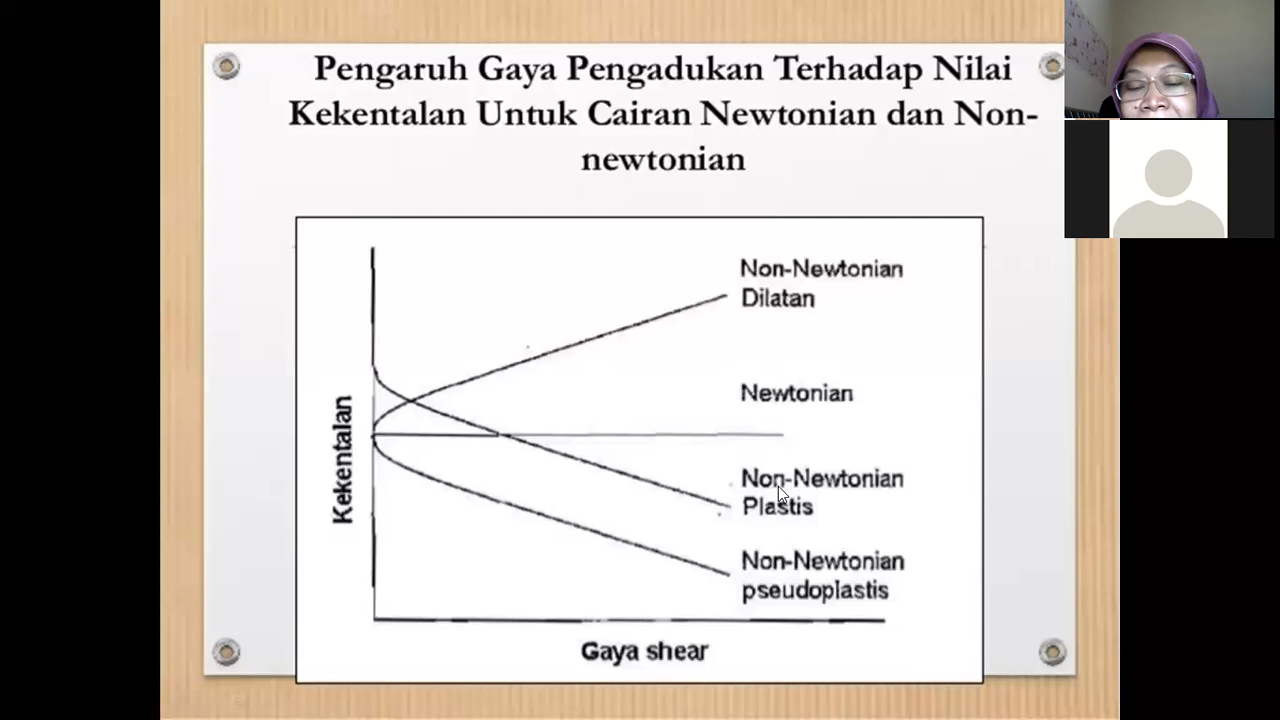 Pengaruh Gaya Pengadukan Terhadap Nilai
Kekentalan Untuk Cairan Newtonian dan Non-
newtonian
Non-Newtonian
Dilatan
Newtonian
Kekentalan
Non-Newtonian
Plastis
Non-Newtonian
pseudoplastis
Gaya shear